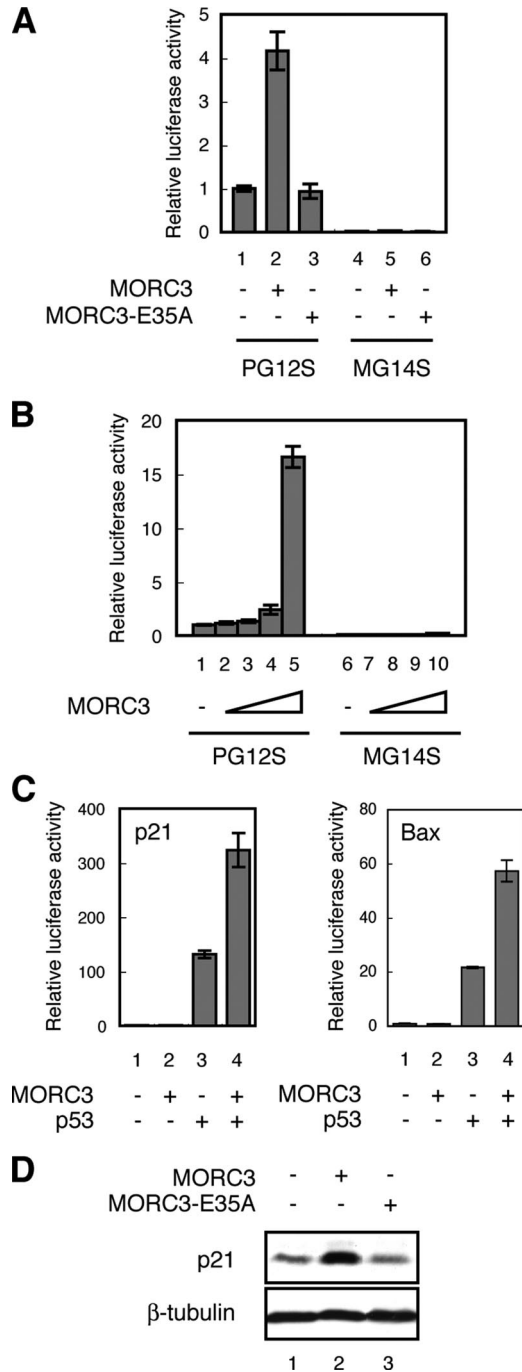 A
Relative luciferase activity
5
4
3
2
1
0
1 2 3 4 5 6
MORC3 - + - - + -
MORC3-E35A - - + - - +
PG12S MG14S
B
Relative luciferase activity
20
15
10
5
0
1 2 3 4 5 6 7 8 9 10
MORC3 - -
PG12S MG14S
C
Relative luciferase activity
400
300
200
100
0
p21
1 2 3 4
MORC3 - + - +
p53 - - + +
Relative luciferase activity
80
60
40
20
0
Bax
1 2 3 4
MORC3 - + - +
p53 - - + +
D
MORC3 - + -
MORC3-E35A - - +
p21
β-tubulin
1 2 3